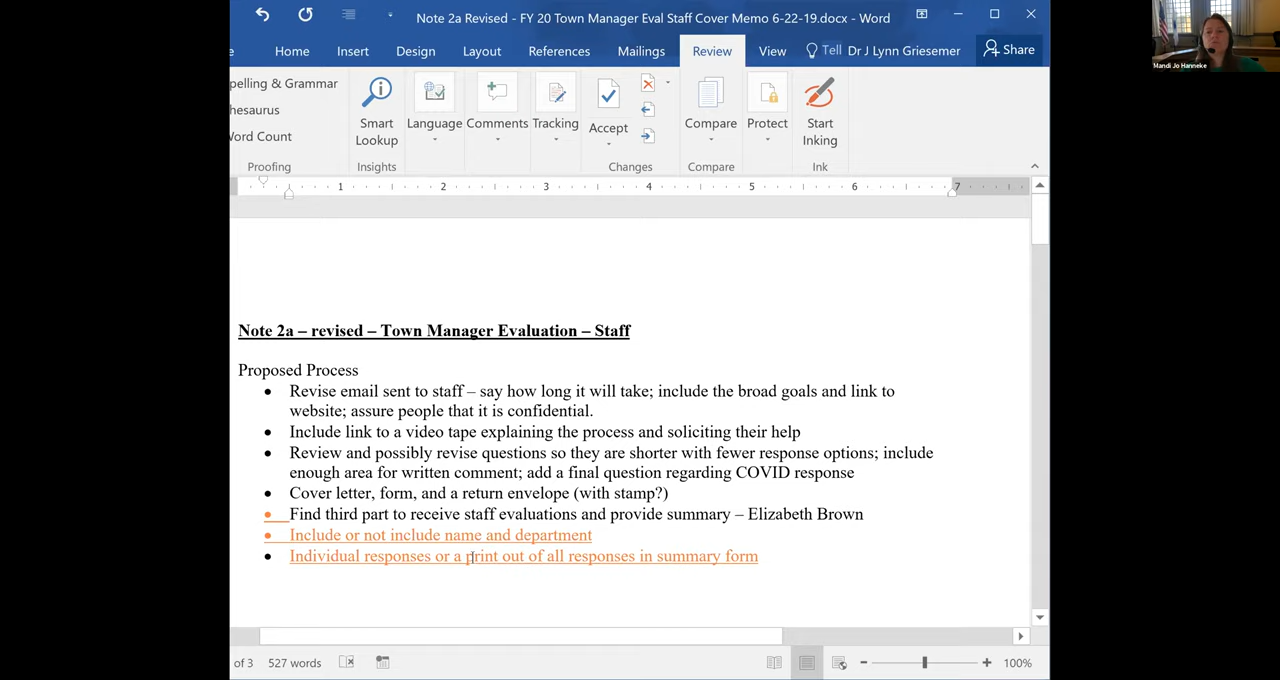 Note 2a Revised - FY 20 Town Manager Eval Staff Cover Memo 6-22-19.docx - Word
Mandi Jo Hanneke
e Home Insert Design Layout References Mailings Review View Tell Dr J Lynn Griesemer Share
pelling & Grammar
hesaurus
Word Count
Proofing
Smart
Lookup
Insights
Language
Comments
Tracking
Accept
Changes
Compare
Compare
Protect
Start
Inking
Ink
1 2 3 4 5 6 7
Note 2a – revised – Town Manager Evaluation – Staff
Proposed Process
• Revise email sent to staff – say how long it will take; include the broad goals and link to
website; assure people that it is confidential.
• Include link to a video tape explaining the process and soliciting their help
• Review and possibly revise questions so they are shorter with fewer response options; include
enough area for written comment; add a final question regarding COVID response
• Cover letter, form, and a return envelope (with stamp?)
• Find third part to receive staff evaluations and provide summary – Elizabeth Brown
• Include or not include name and department
• Individual responses or a print out of all responses in summary form
of 3 527 words 100%